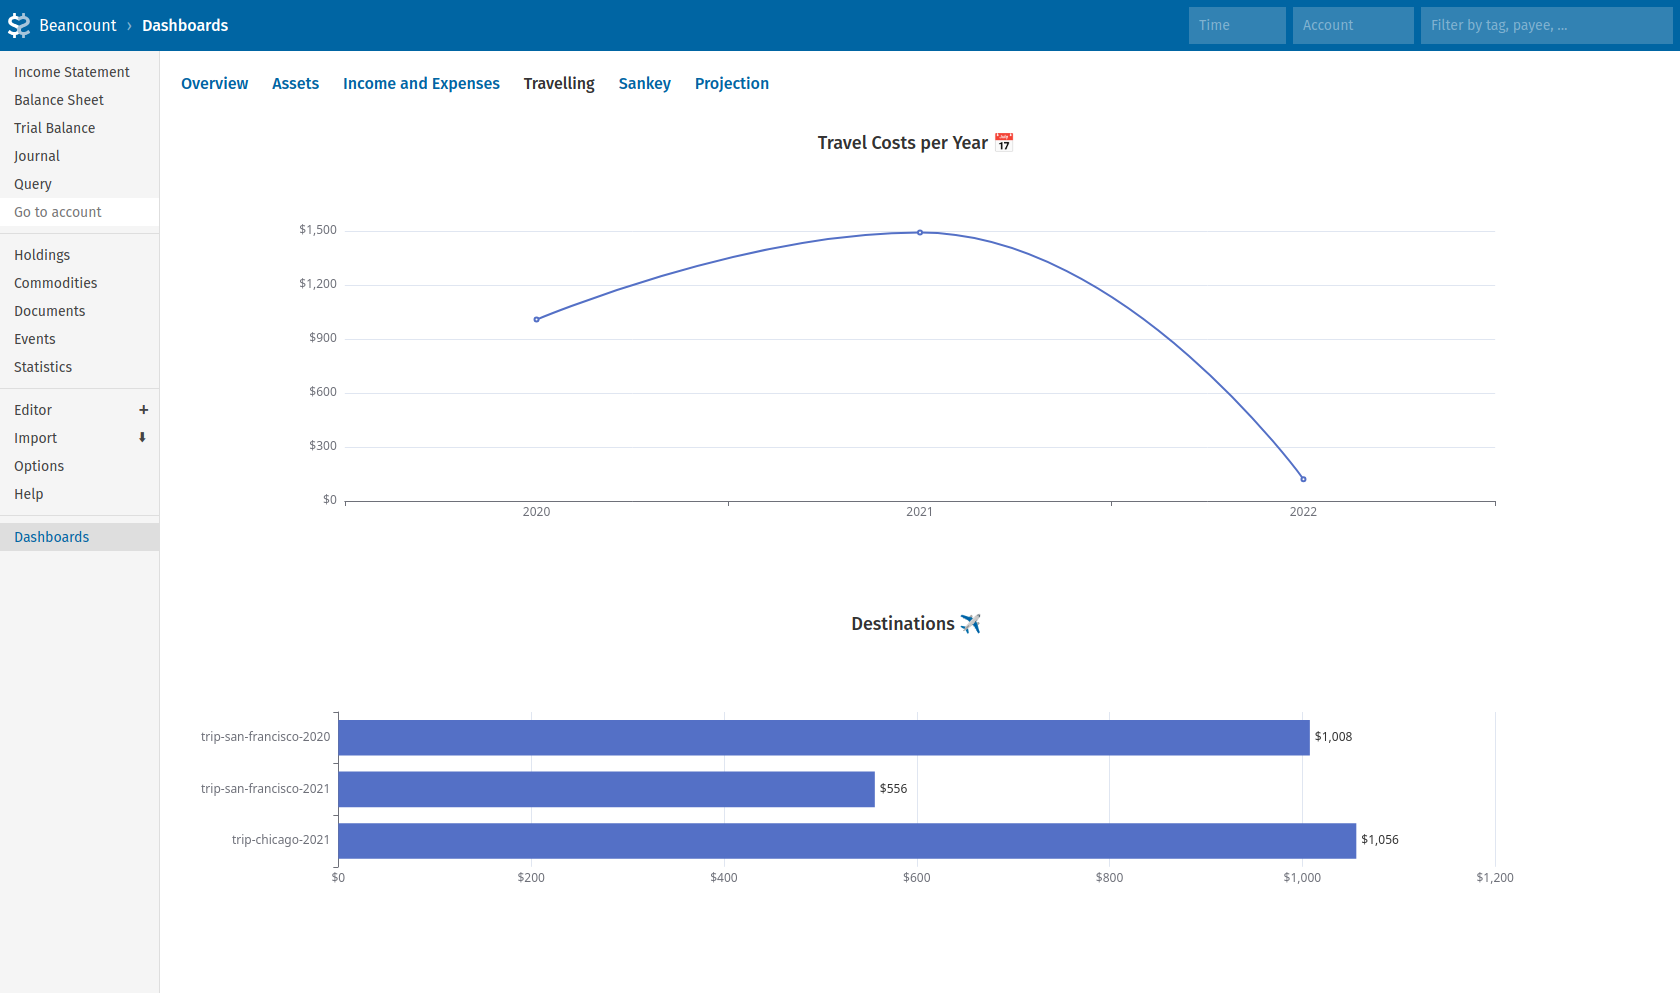 Beancount › Dashboards
Time
Account
Filter by tag, payee, ...
Income Statement
Balance Sheet
Trial Balance
Journal
Query
Go to account
Holdings
Commodities
Documents
Events
Statistics
Editor +
Import
Options
Help
Dashboards
Overview Assets Income and Expenses Travelling Sankey Projection
Travel Costs per Year
$1,500
$1,200
$900
$600
$300
$0
2020 2021 2022
Destinations
trip-san-francisco-2020 $1,008
trip-san-francisco-2021 $556
trip-chicago-2021 $1,056
$0 $200 $400 $600 $800 $1,000 $1,200